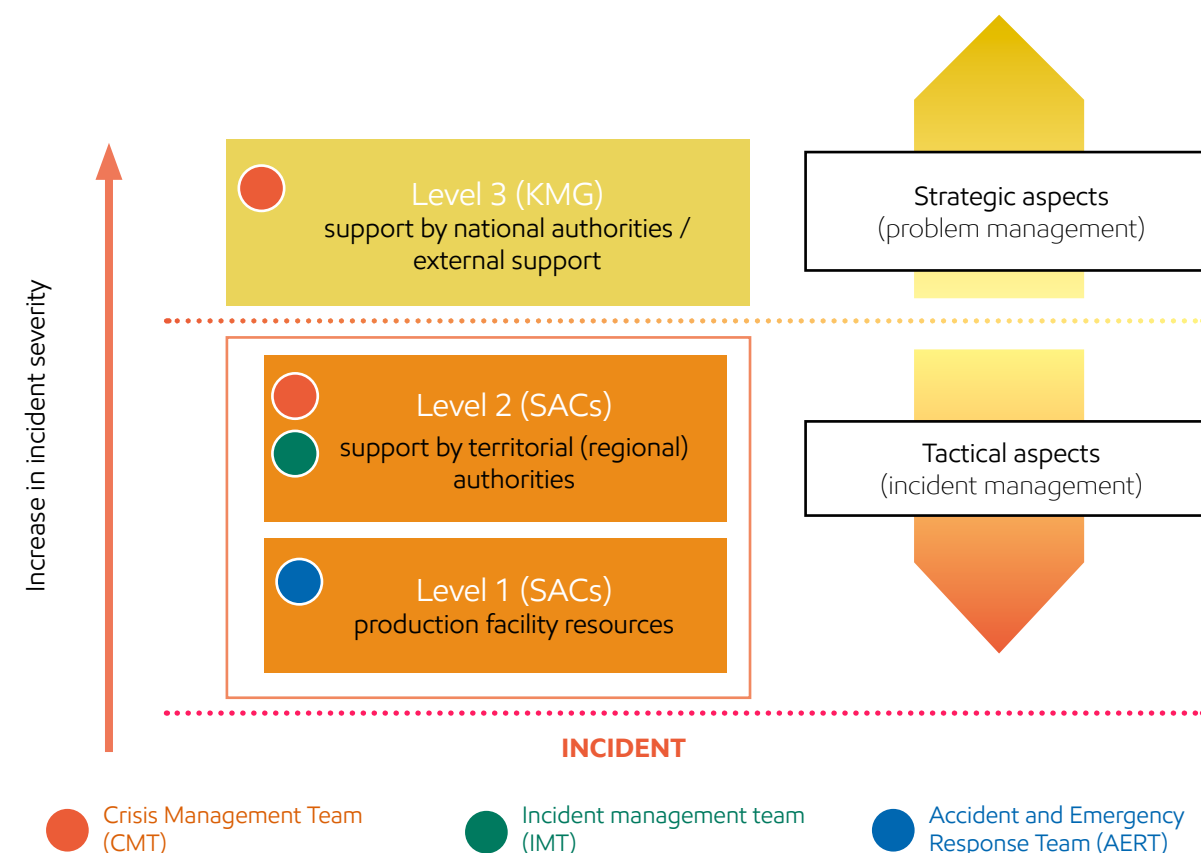 Increase in incident severity
Level 3 (KMG)
support by national authorities /
external support
Strategic aspects
(problem management)
Level 2 (SACs)
support by territorial (regional)
authorities
Tactical aspects
(incident management)
Level 1 (SACs)
production facility resources
INCIDENT
Crisis Management Team
(CMT)
Incident management team
(IMT)
Accident and Emergency
Response Team (AERT)